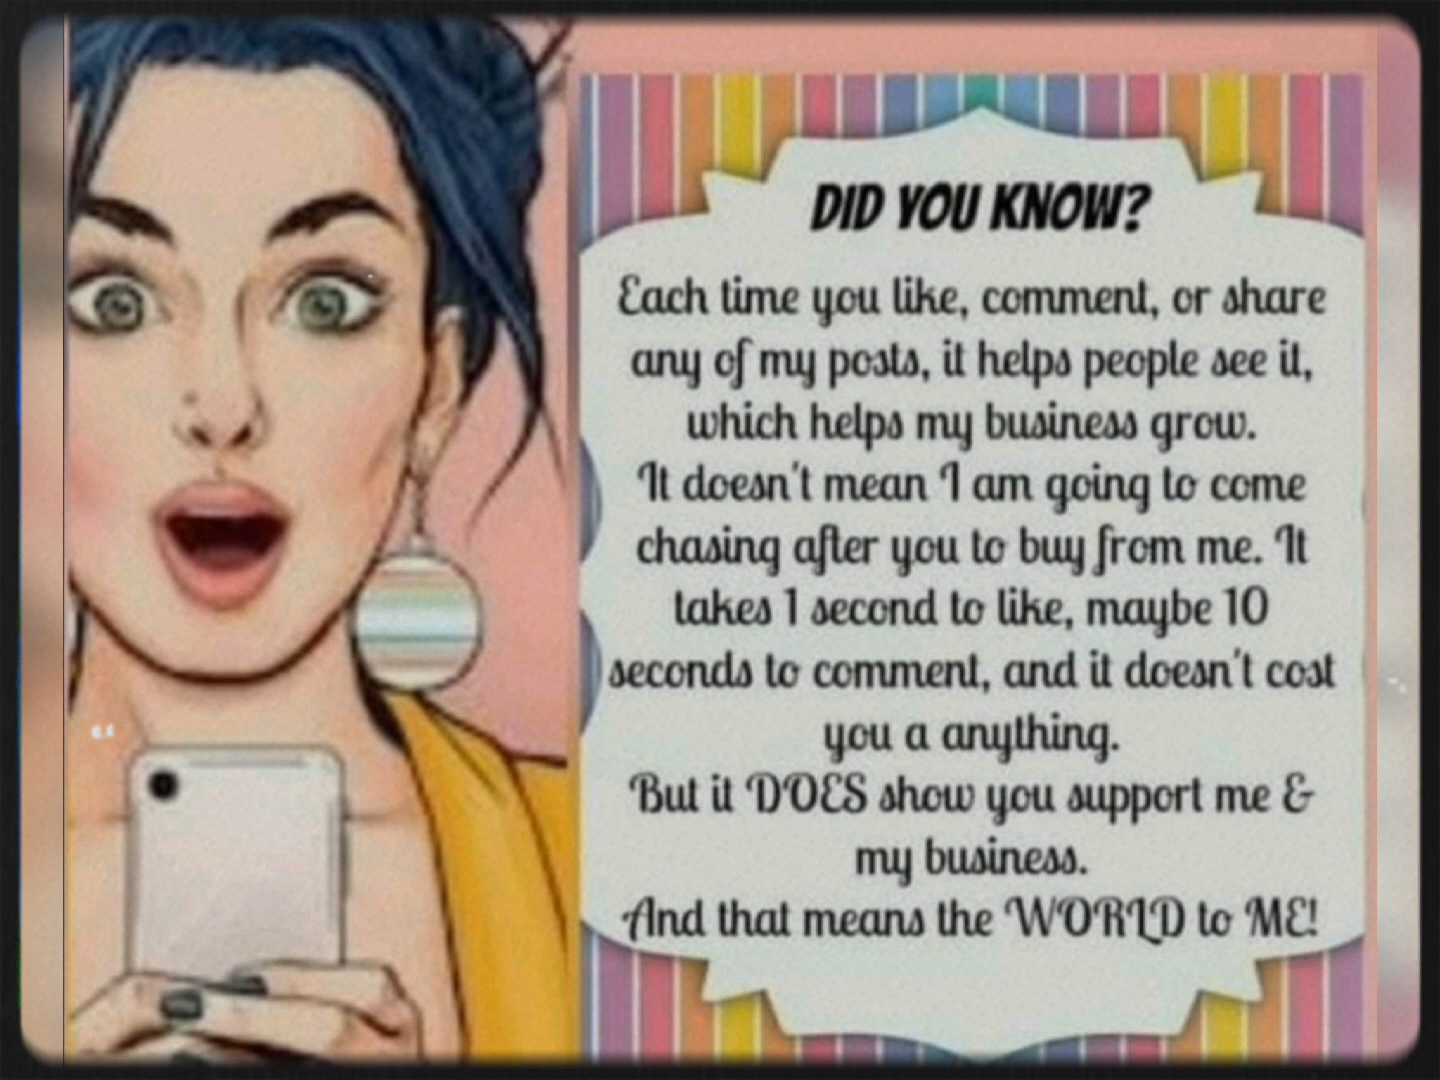 DID YOU KNOW?
Each time you like, comment, or share
any of my posts, it helps people see it,
which helps my business grow.
It doesn't mean I am going to come
chasing after you to buy from me. It
takes 1 second to like, maybe 10
seconds to comment, and it doesn't cost
you a anything.
But it DOES show you support me &
my business.
And that means the WORLD to ME!